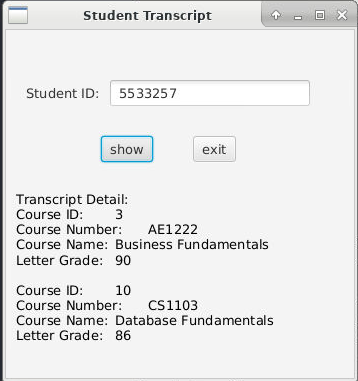 Student Transcript
Student ID: 5533257
show exit
Transcript Detail:
Course ID: 3
Course Number: AE1222
Course Name: Business Fundamentals
Letter Grade: 90
Course ID: 10
Course Number: CS1103
Course Name: Database Fundamentals
Letter Grade: 86